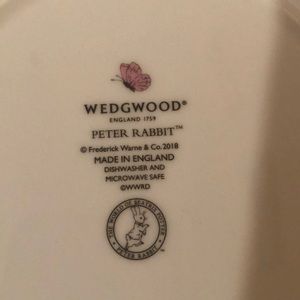 WEDGWOOD®
ENGLAND 1759
PETER RABBIT™
© Frederick Warne & Co. 2018
MADE IN ENGLAND
DISHWASHER AND
MICROWAVE SAFE
©WWRD
THE WORLD OF BEATRIX POTTER
PETER RABBIT™